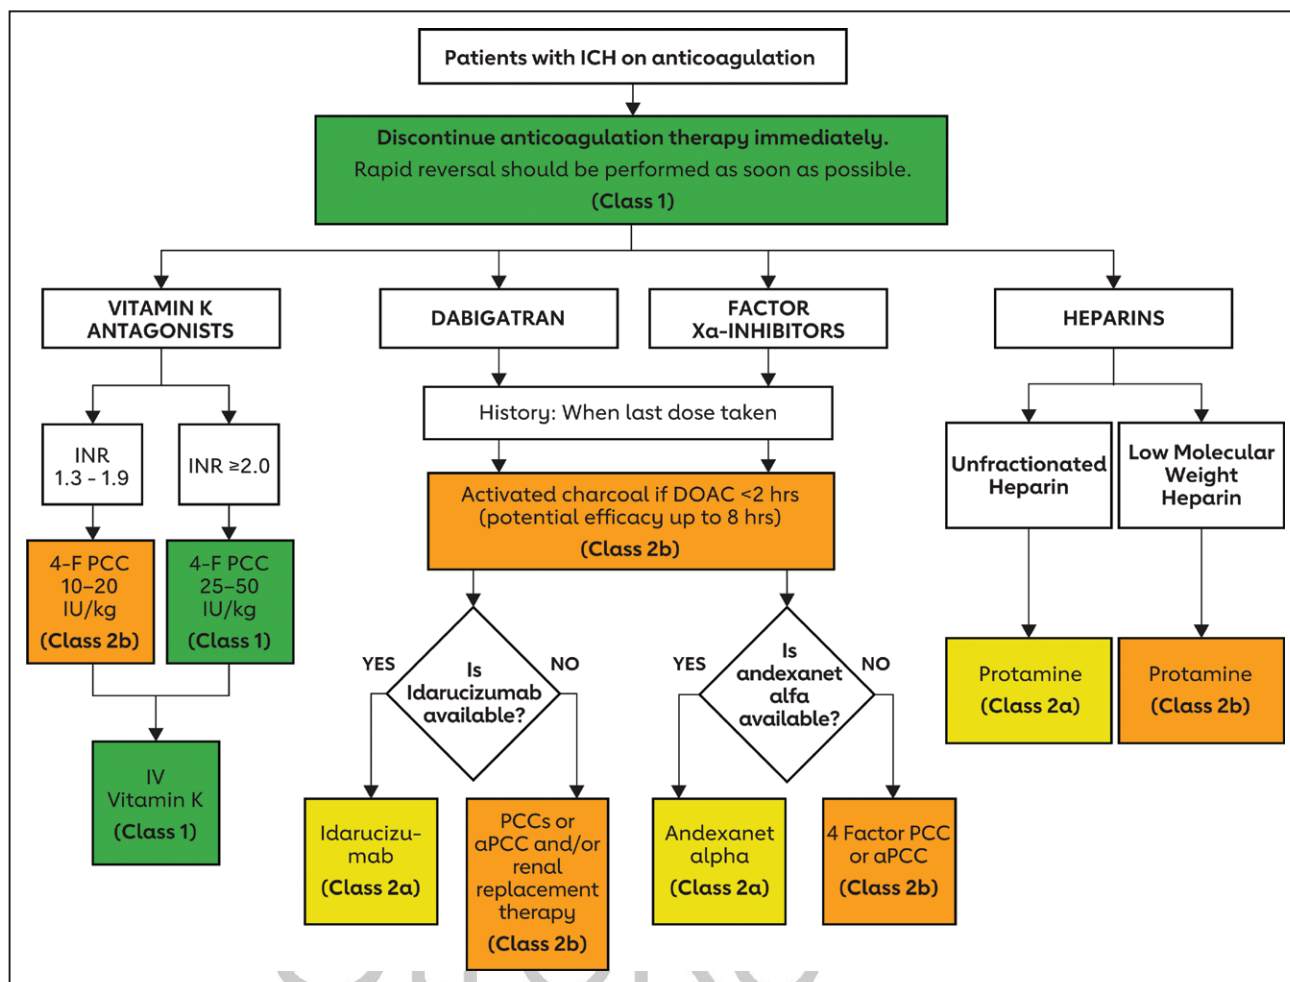 Patients with ICH on anticoagulation
Discontinue anticoagulation therapy immediately.
Rapid reversal should be performed as soon as possible.
(Class 1)
VITAMIN K
ANTAGONISTS
DABIGATRAN
FACTOR
Xa-INHIBITORS
HEPARINS
History: When last dose taken
INR
1.3 - 1.9
INR ≥2.0
Unfractionated
Heparin
Low Molecular
Weight
Heparin
Activated charcoal if DOAC <2 hrs
(potential efficacy up to 8 hrs)
(Class 2b)
4-F PCC
10–20
IU/kg
(Class 2b)
4-F PCC
25–50
IU/kg
(Class 1)
YES
Is
Idarucizumab
available?
NO
YES
Is
andexanet
alfa
available?
NO
Protamine
(Class 2a)
Protamine
(Class 2b)
IV
Vitamin K
(Class 1)
Idarucizu-
mab
(Class 2a)
PCCs or
aPCC and/or
renal
replacement
therapy
(Class 2b)
Andexanet
alpha
(Class 2a)
4 Factor PCC
or aPCC
(Class 2b)